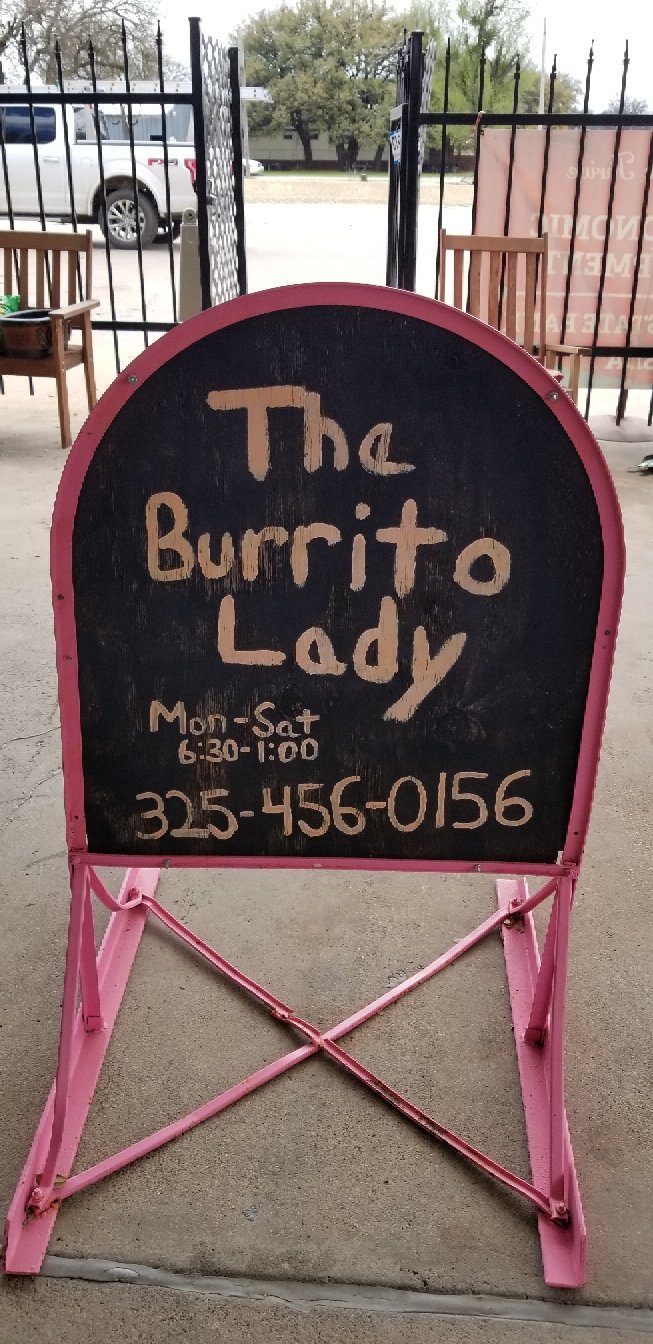 The
Burrito
Lady
Mon-Sat
6:30-1:00
325-456-0156